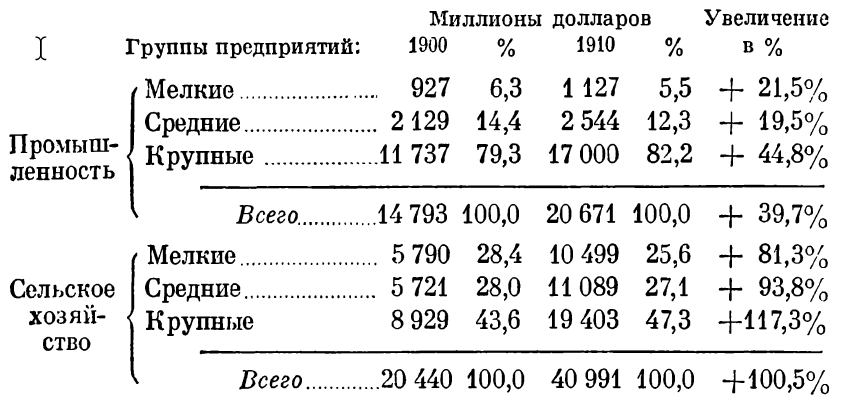 Миллионы долларов Увеличение
Группы предприятий: 1900 % 1910 % в %
Мелкие 927 6,3 1 127 5,5 + 21,5%
Средние 2 129 14,4 2 544 12,3 + 19,5%
Промыш-
ленность
Крупные 11 737 79,3 17 000 82,2 + 44,8%
Всего 14 793 100,0 20 671 100,0 + 39,7%
Мелкие 5 790 28,4 10 499 25,6 + 81,3%
Сельское
хозяй-
ство
Средние 5 721 28,0 11 089 27,1 + 93,8%
Крупные 8 929 43,6 19 403 47,3 +117,3%
Всего 20 440 100,0 40 991 100,0 +100,5%